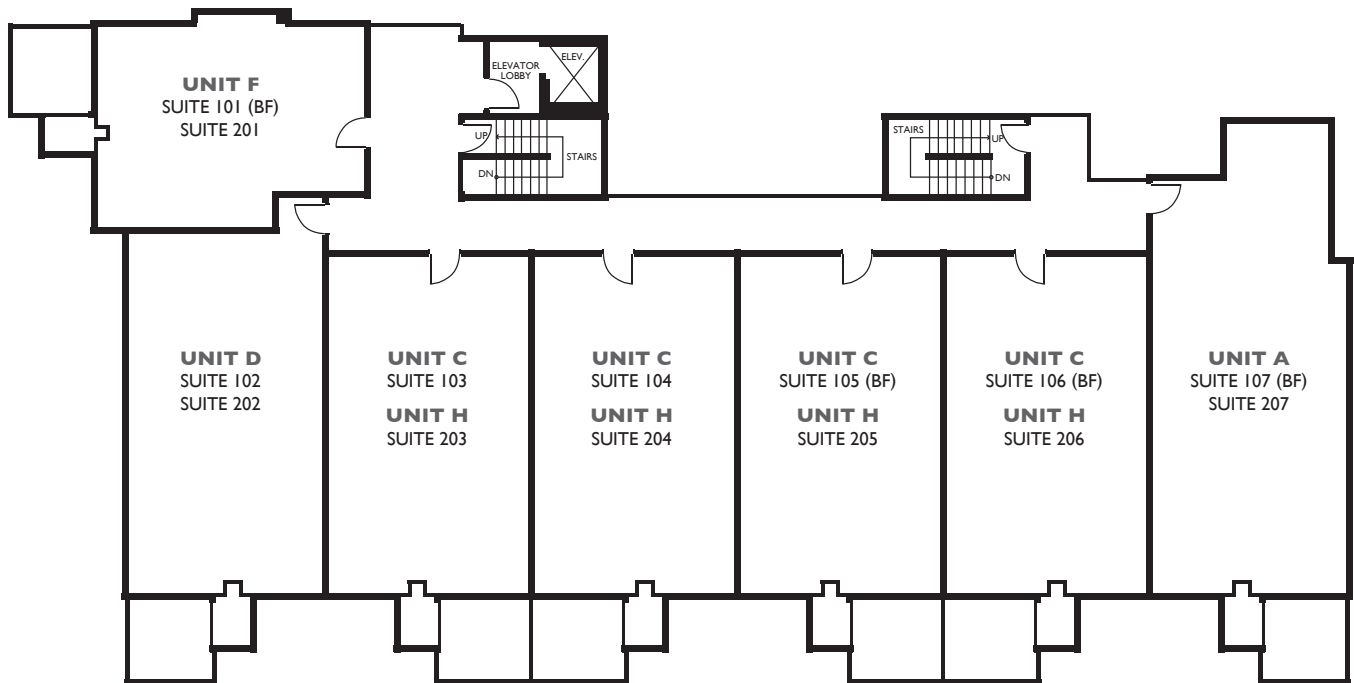 UNIT F
SUITE 101 (BF)
SUITE 201
ELEVATOR
LOBBY
ELEV.
UP
STAIRS
DN
STAIRS
UP
DN
UNIT D
SUITE 102
SUITE 202
UNIT C
SUITE 103
UNIT H
SUITE 203
UNIT C
SUITE 104
UNIT H
SUITE 204
UNIT C
SUITE 105 (BF)
UNIT H
SUITE 205
UNIT C
SUITE 106 (BF)
UNIT H
SUITE 206
UNIT A
SUITE 107 (BF)
SUITE 207